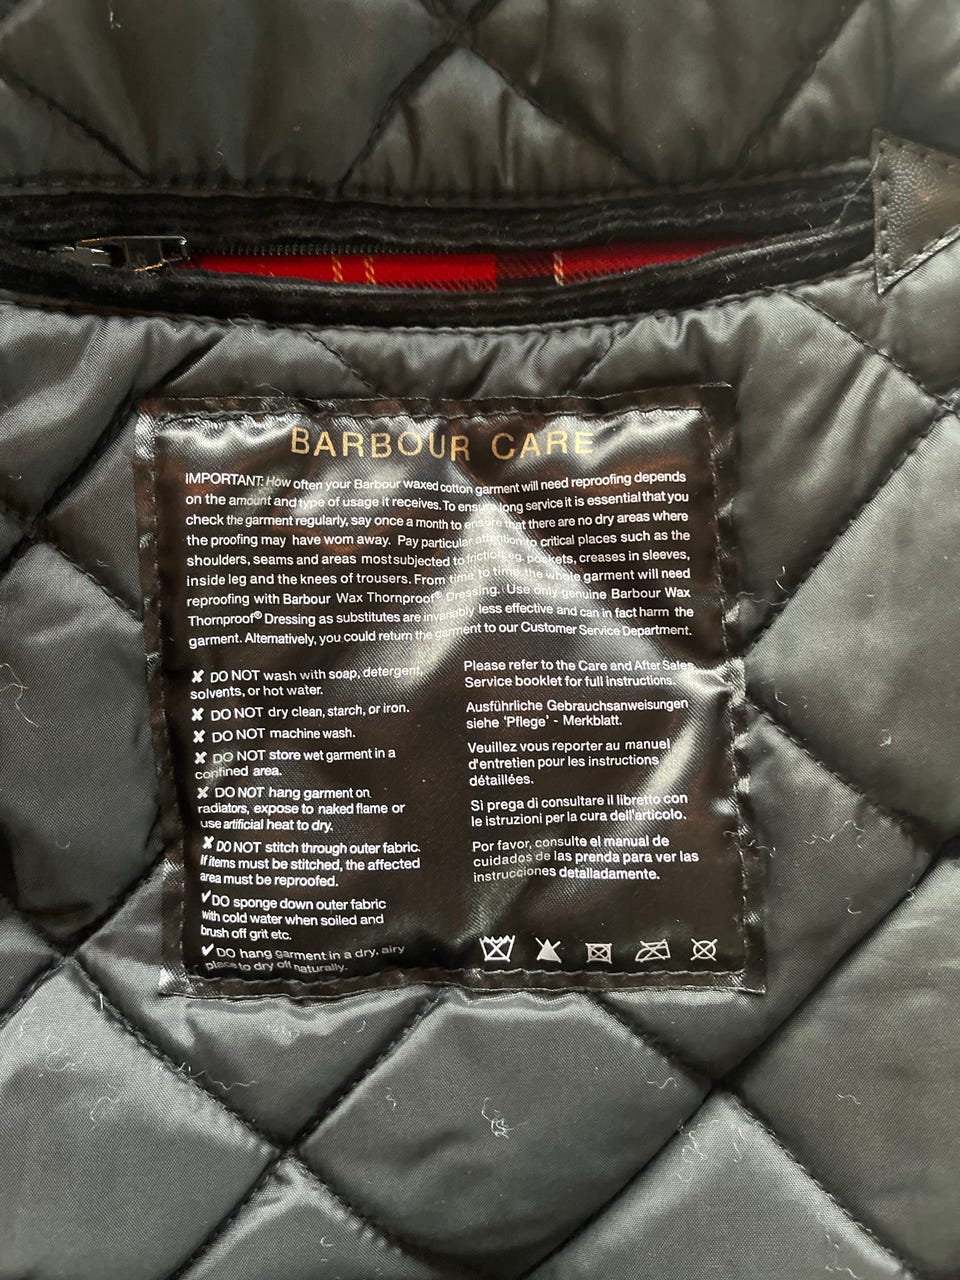 BARBOUR CARE
IMPORTANT: How often your Barbour waxed cotton garment will need reproofing depends
on the amount and type of usage it receives. To ensure long service it is essential that you
check the garment regularly, say once a month to ensure that there are no dry areas where
the proofing may have worn away. Pay particular attention to critical places such as the
shoulders, seams and areas most subjected to friction eg. pockets, creases in sleeves,
inside leg and the knees of trousers. From time to time the whole garment will need
reproofing with Barbour Wax Thornproof® Dressing. Use only genuine Barbour Wax
Thornproof® Dressing as substitutes are invariably less effective and can in fact harm the
garment. Alternatively, you could return the garment to our Customer Service Department.
✘ DO NOT wash with soap, detergent,
solvents, or hot water.
✘ DO NOT dry clean, starch, or iron.
✘ DO NOT machine wash.
✘ DO NOT store wet garment in a
confined area.
✘ DO NOT hang garment on
radiators, expose to naked flame or
use artificial heat to dry.
✘ DO NOT stitch through outer fabric.
If items must be stitched, the affected
area must be reproofed.
✔ DO sponge down outer fabric
with cold water when soiled and
brush off grit etc.
✔ DO hang garment in a dry, airy
place to dry off naturally.
Please refer to the Care and After Sales
Service booklet for full instructions.
Ausführliche Gebrauchsanweisungen
siehe 'Pflege' - Merkblatt.
Veuillez vous reporter au manuel
d'entretien pour les instructions
détaillées.
Si prega di consultare il libretto con
le istruzioni per la cura dell'articolo.
Por favor, consulte el manual de
cuidados de las prenda para ver las
instrucciones detalladamente.